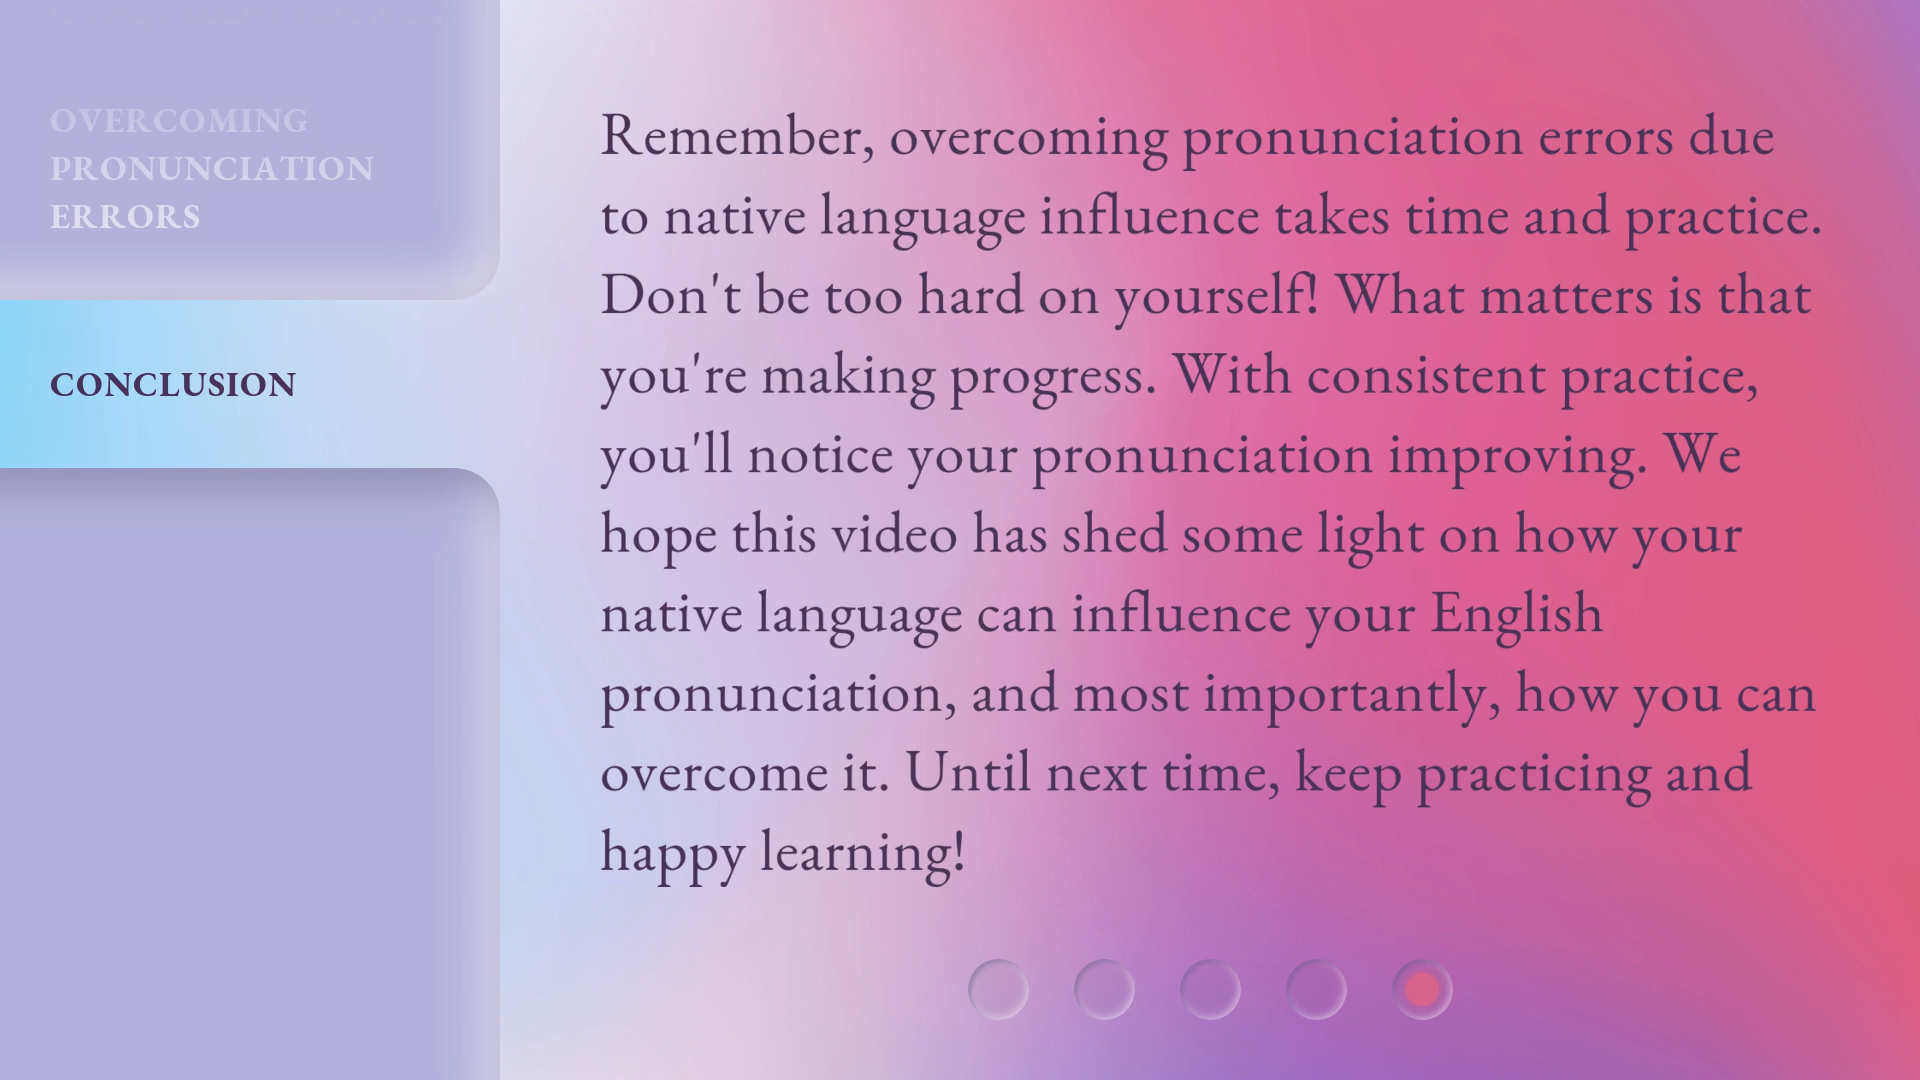 OVERCOMING
PRONUNCIATION
ERRORS
CONCLUSION
Remember, overcoming pronunciation errors due
to native language influence takes time and practice.
Don't be too hard on yourself! What matters is that
you're making progress. With consistent practice,
you'll notice your pronunciation improving. We
hope this video has shed some light on how your
native language can influence your English
pronunciation, and most importantly, how you can
overcome it. Until next time, keep practicing and
happy learning!